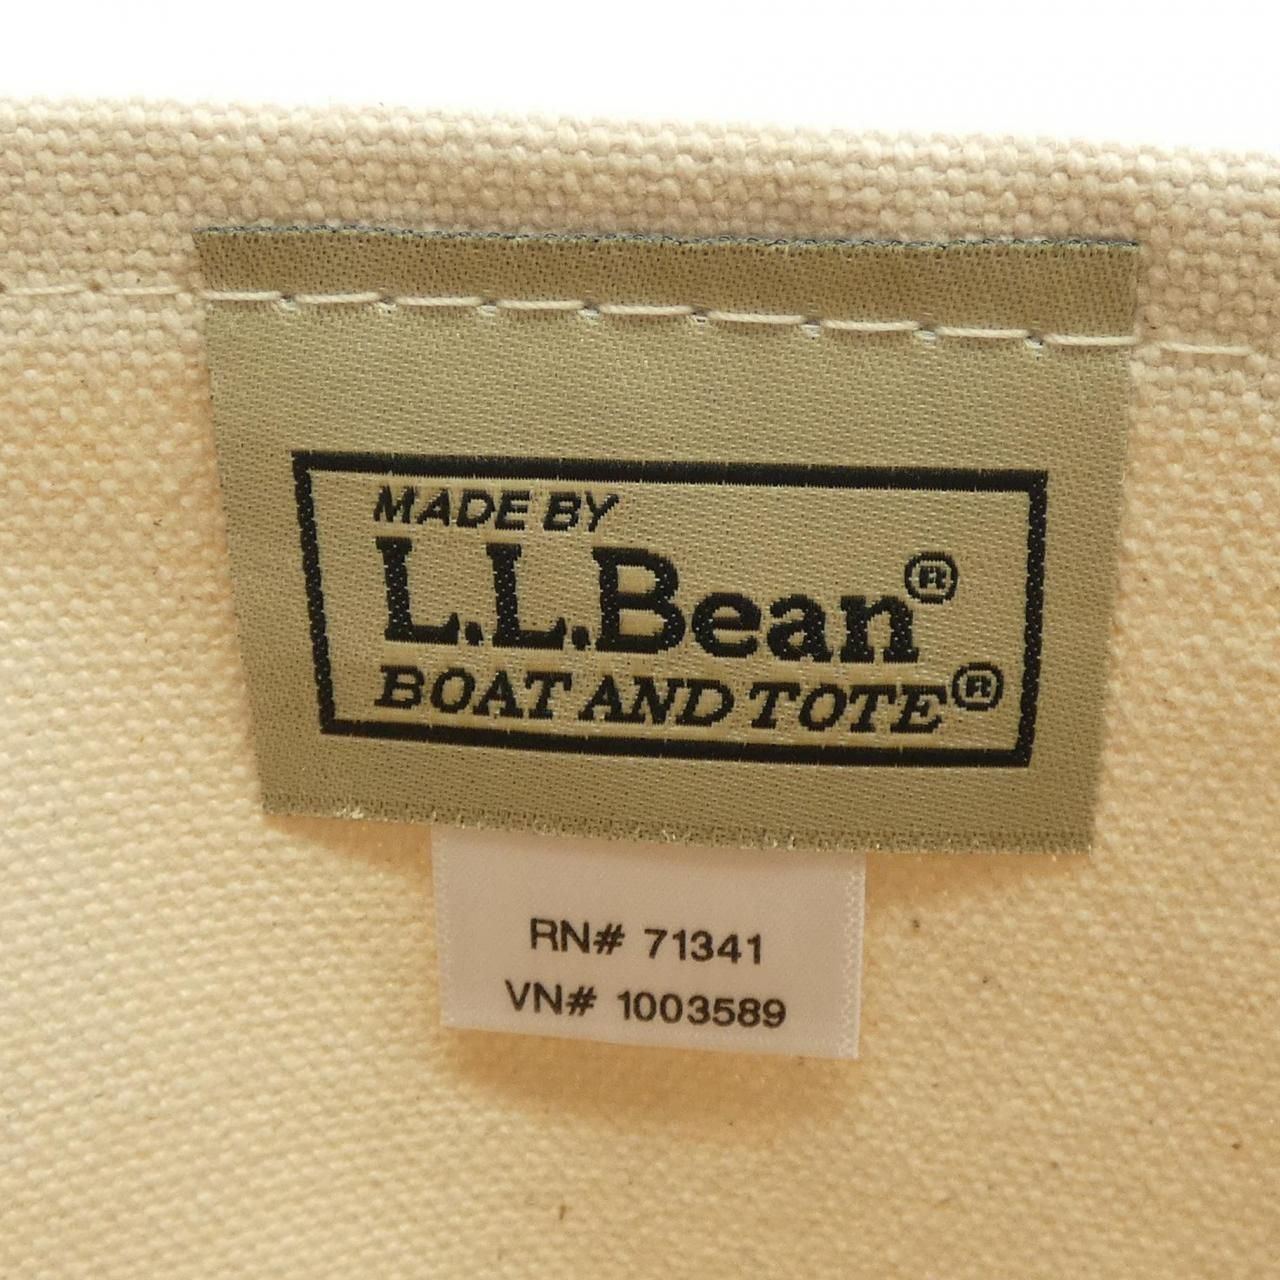 MADE BY
L.L.Bean®
BOAT AND TOTE®
RN# 71341
VN# 1003589